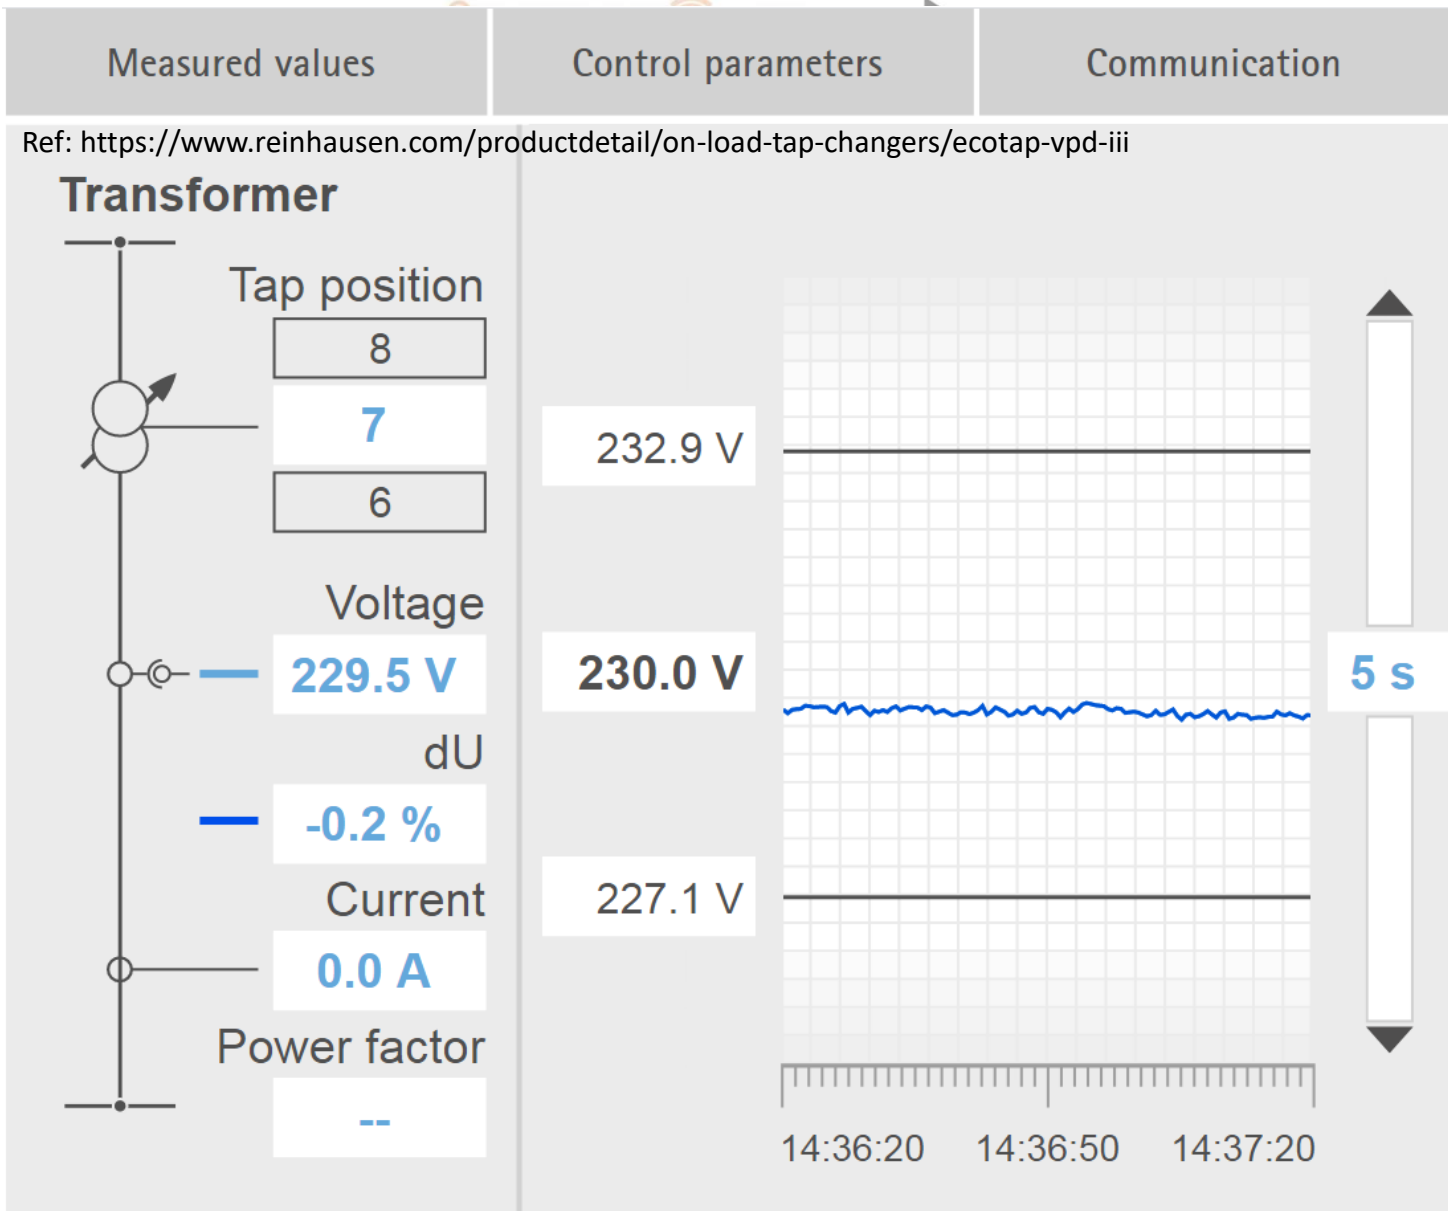 Measured values
Control parameters
Communication
Ref: https://www.reinhausen.com/productdetail/on-load-tap-changers/ecotap-vpd-iii
Transformer
Tap position
8
7
6
Voltage
229.5 V
dU
-0.2 %
Current
0.0 A
Power factor
--
232.9 V
230.0 V
227.1 V
5 s
14:36:20 14:36:50 14:37:20